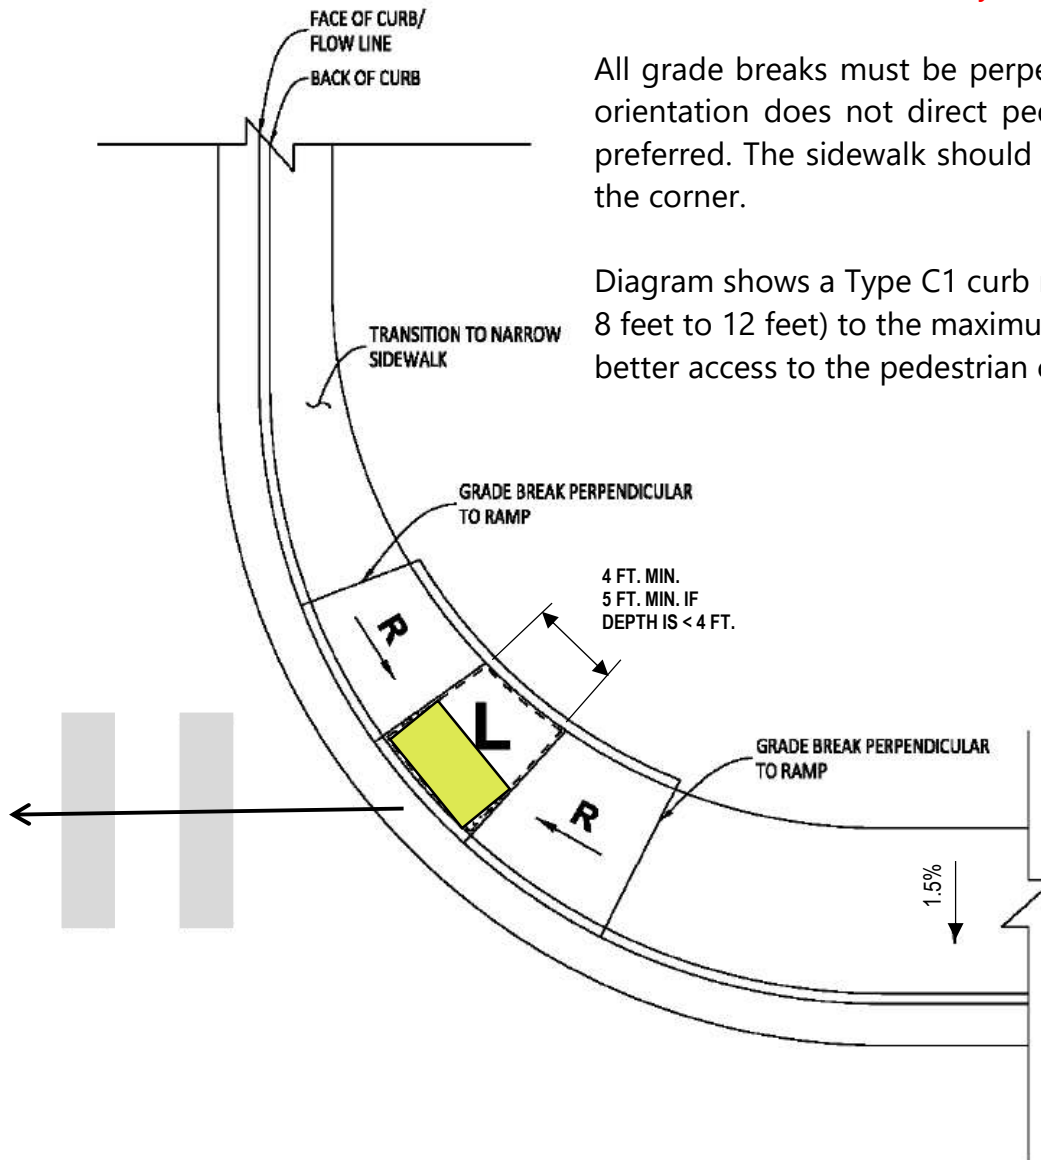 FACE OF CURB/
FLOW LINE
BACK OF CURB
All grade breaks must be
orientation does not direct
preferred. The sidewalk should
the corner.
Diagram shows a Type C1 curb
8 feet to 12 feet) to the
better access to the pedestrian
TRANSITION TO NARROW
SIDEWALK
GRADE BREAK PERPENDICULAR
TO RAMP
4 FT. MIN.
5 FT. MIN. IF
DEPTH IS < 4 FT.
R
L
GRADE BREAK PERPENDICULAR
TO RAMP
R
1.5%